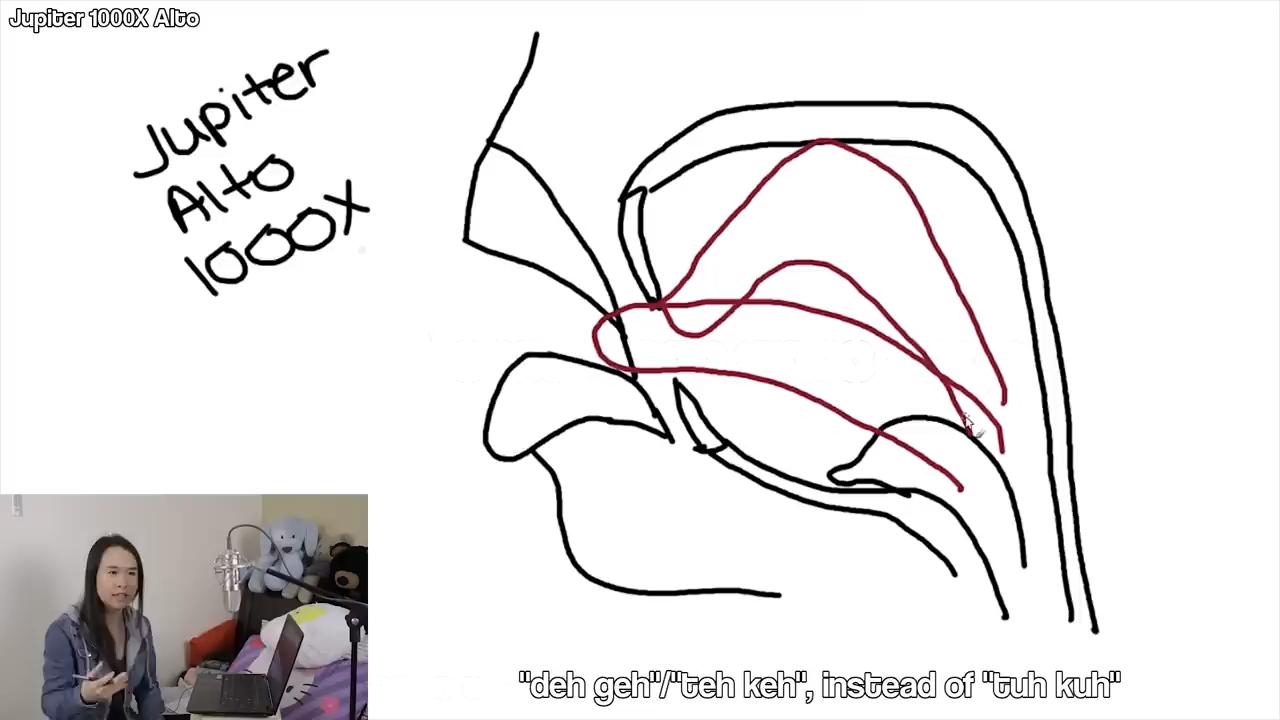 Jupiter 1000X Alto
Jupiter
Alto
1000X
"deh geh"/"teh keh", instead of "tuh kuh"